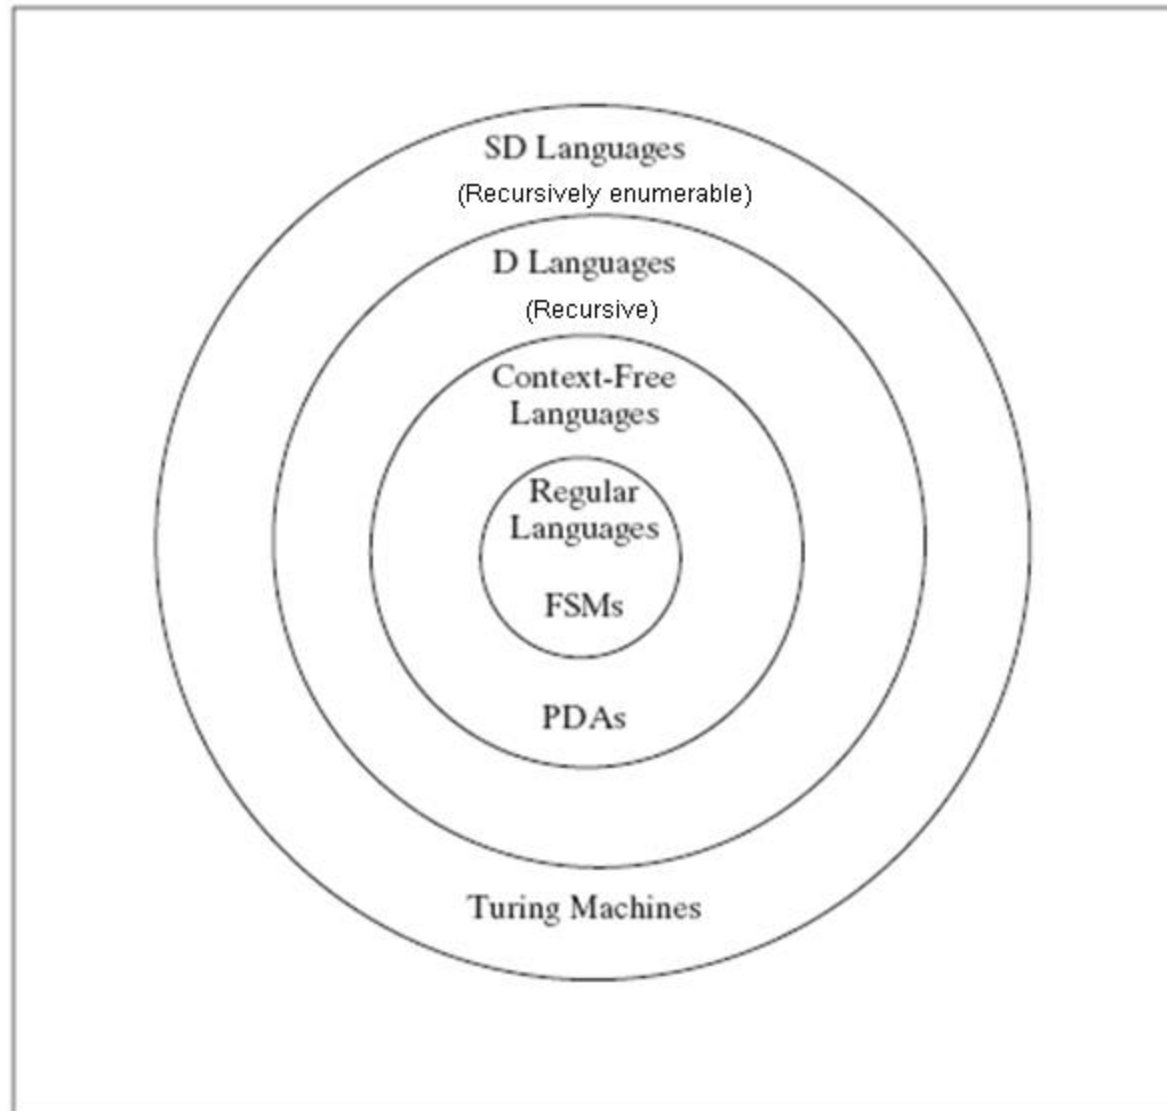 SD Languages
(Recursively enumerable)
D Languages
(Recursive)
Context-Free
Languages
Regular
Languages
FSMs
PDAs
Turing Machines